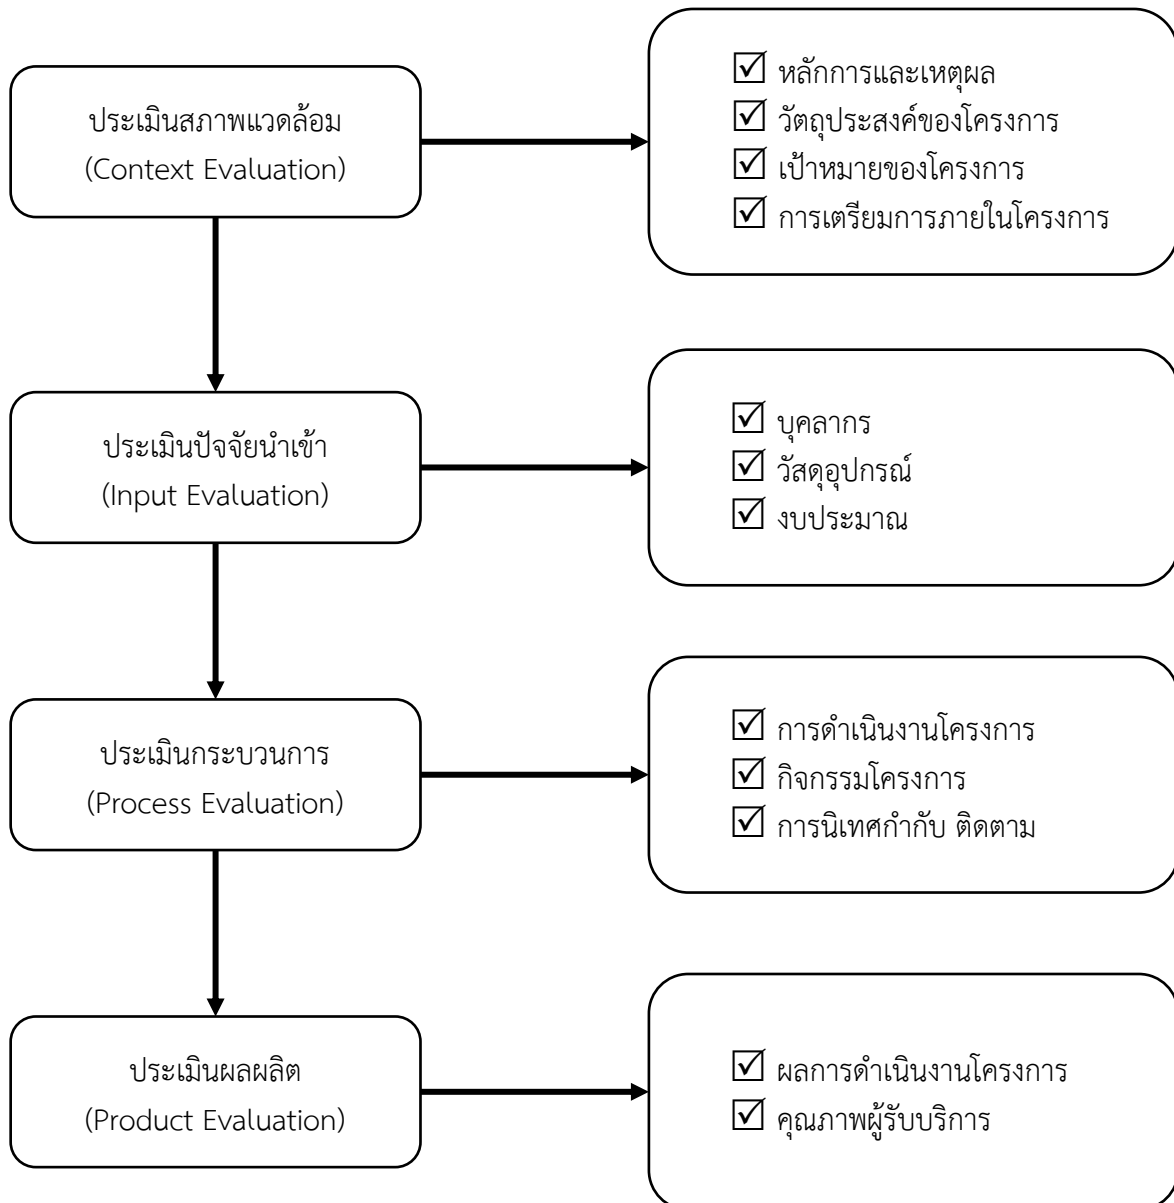 ประเมินสภาพแวดล้อม
(Context Evaluation)
☑ หลักการและเหตุผล
☑ วัตถุประสงค์ของโครงการ
☑ เป้าหมายของโครงการ
☑ การเตรียมการภายในโครงการ
ประเมินปัจจัยนำเข้า
(Input Evaluation)
☑ บุคลากร
☑ วัสดุอุปกรณ์
☑ งบประมาณ
ประเมินกระบวนการ
(Process Evaluation)
☑ การดำเนินงานโครงการ
☑ กิจกรรมโครงการ
☑ การนิเทศกำกับ ติดตาม
ประเมินผลผลิต
(Product Evaluation)
☑ ผลการดำเนินงานโครงการ
☑ คุณภาพผู้รับบริการ